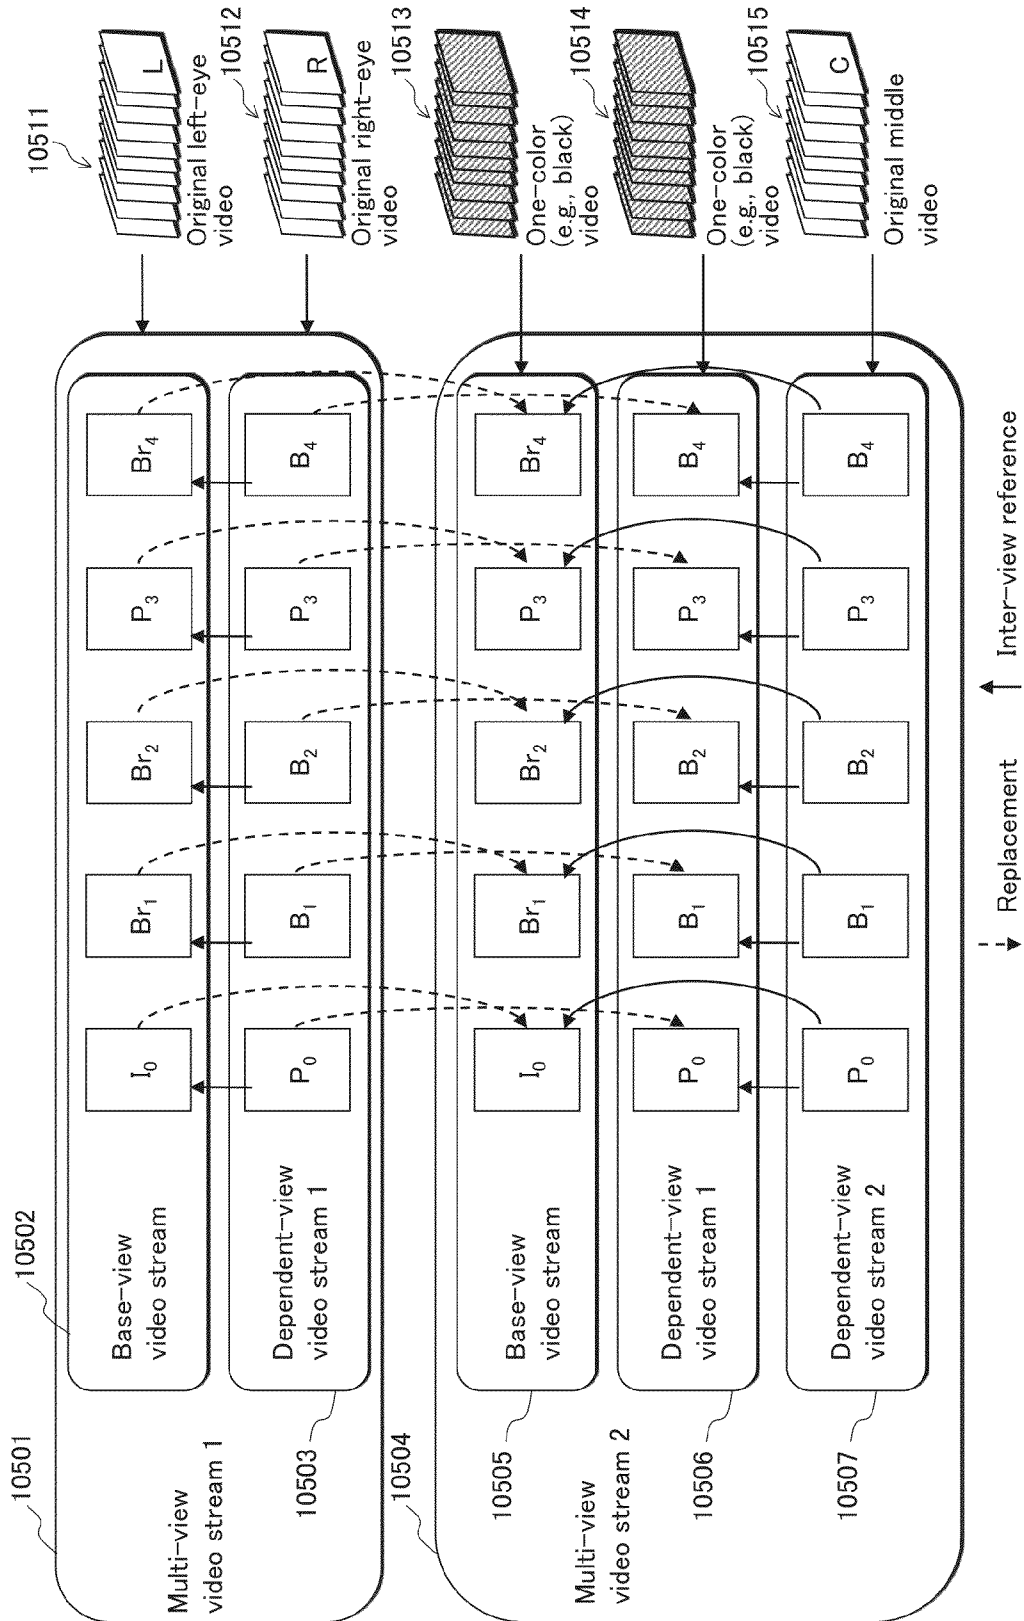 10501
Multi-view
video stream 1
10502
Base-view
video stream
I0
Br1
Br2
P3
Br4
10503
Dependent-view
video stream 1
P0
B1
B2
P3
B4
10511
L
Original left-eye
video
10512
R
Original right-eye
video
10504
Multi-view
video stream 2
10505
Base-view
video stream
I0
Br1
Br2
P3
Br4
10506
Dependent-view
video stream 1
P0
B1
B2
P3
B4
10507
Dependent-view
video stream 2
P0
B1
B2
P3
B4
10513
One-color
(e.g., black)
video
10514
One-color
(e.g., black)
video
10515
C
Original middle
video
Replacement
Inter-view reference